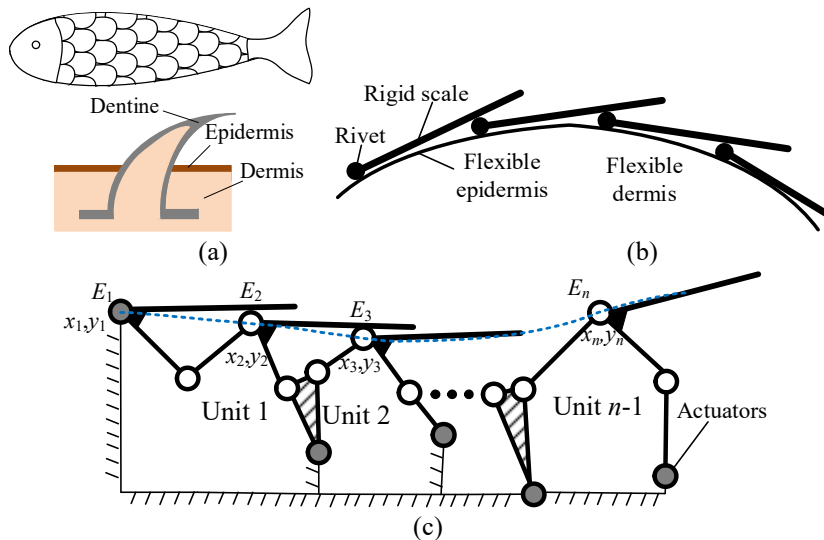 Dentine
Epidermis
Dermis
(a)
Rigid scale
Rivet
Flexible
epidermis
Flexible
dermis
(b)
E1
E2
E3
En
x1,y1
x2,y2
x3,y3
xn,yn
Unit 1
Unit 2
Unit n-1
Actuators
(c)